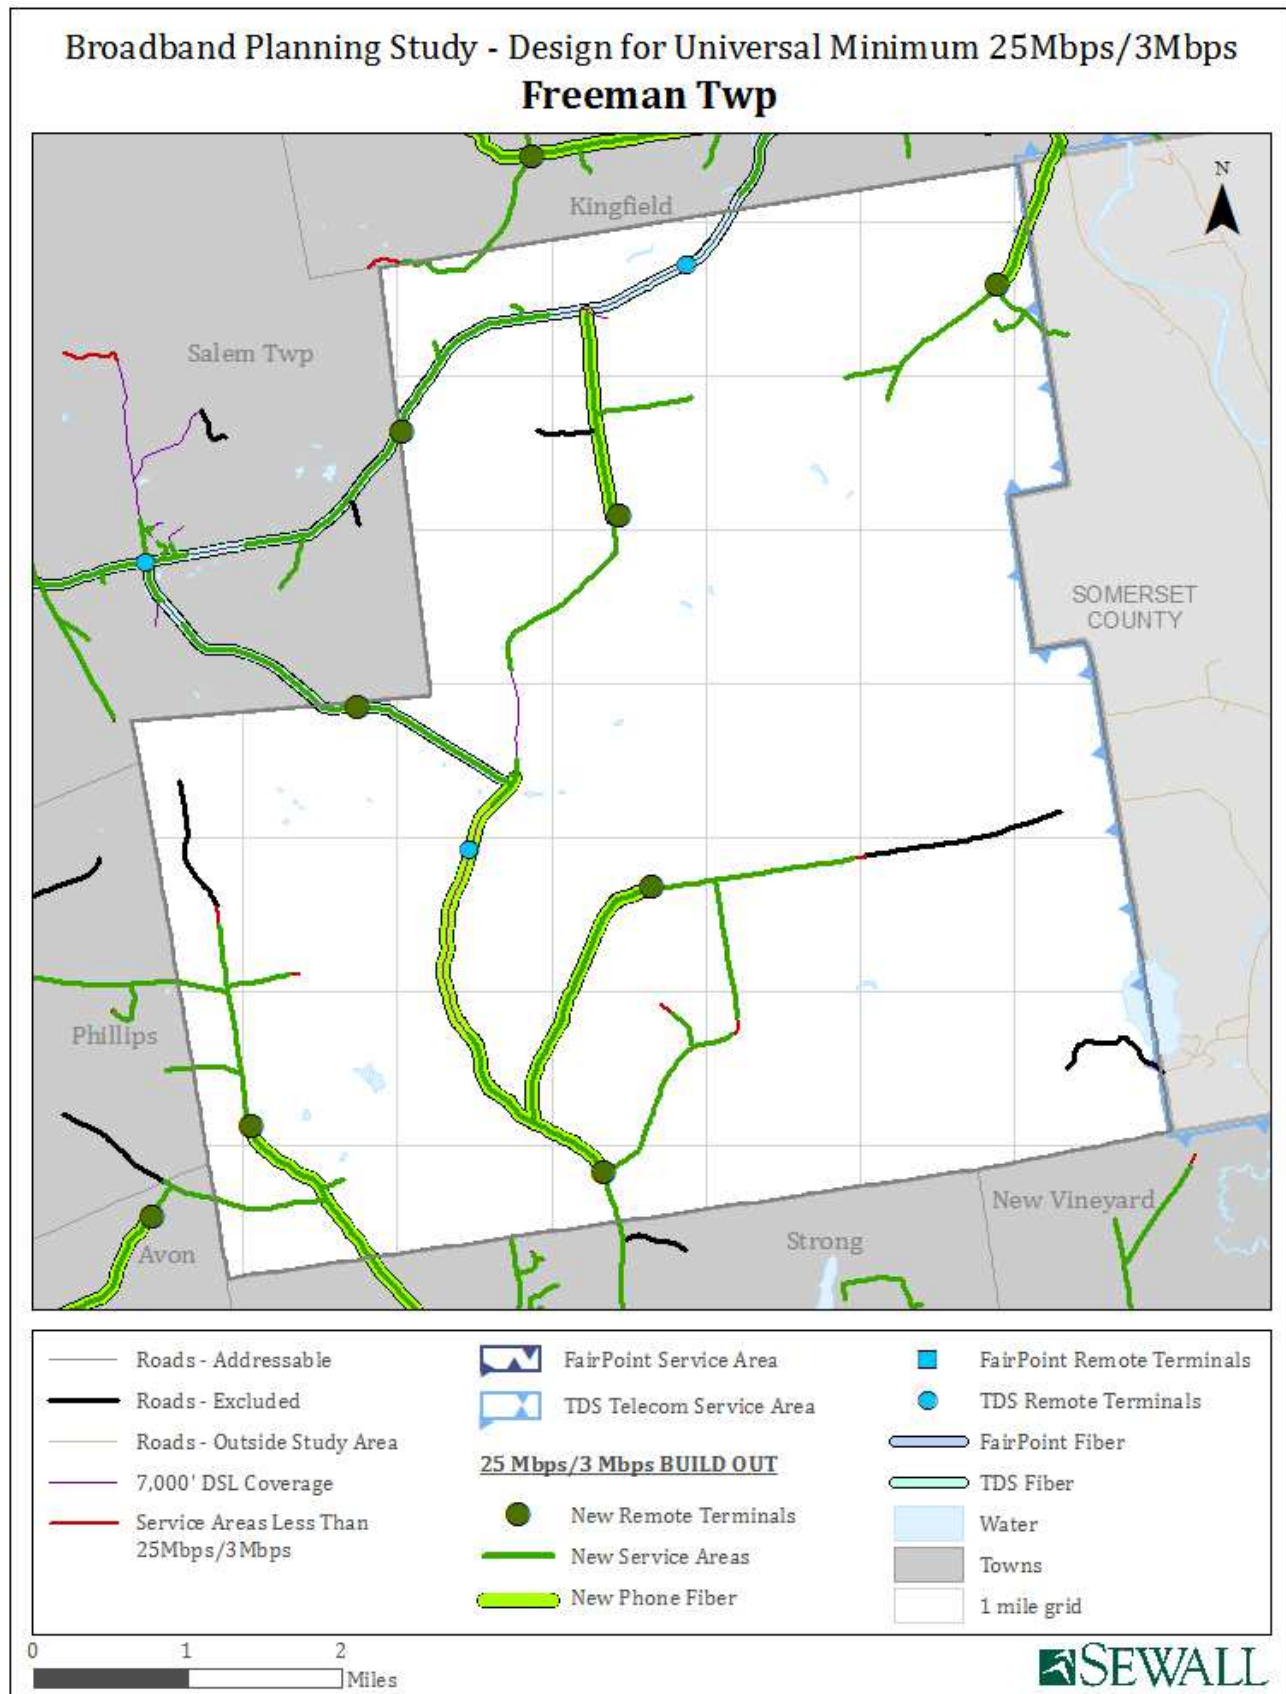 Broadband Planning Study - Design for Universal Minimum 25Mbps/3Mbps
Freeman Twp
N
Kingfield
Salem Twp
SOMERSET
COUNTY
Phillips
New Vineyard
Strong
Avon
Roads - Addressable
Roads - Excluded
Roads - Outside Study Area
7,000' DSL Coverage
Service Areas Less Than
25Mbps/3Mbps
FairPoint Service Area
TDS Telecom Service Area
25 Mbps/3 Mbps BUILD OUT
New Remote Terminals
New Service Areas
New Phone Fiber
FairPoint Remote Terminals
TDS Remote Terminals
FairPoint Fiber
TDS Fiber
Water
Towns
1 mile grid
0 1 2
Miles
SEWALL